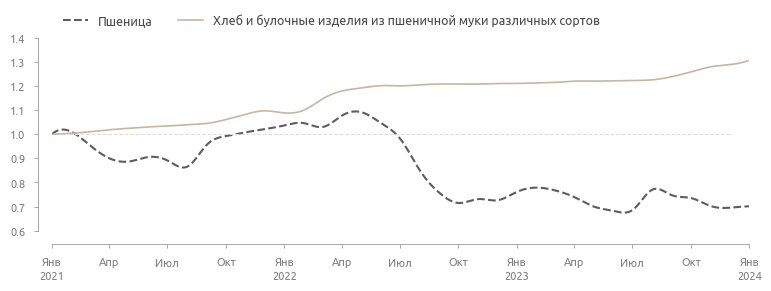 Пшеница
Хлеб и булочные изделия из пшеничной муки различных сортов
1.4
1.3
1.2
1.1
1.0
0.9
0.8
0.7
0.6
Янв Апр Июл Окт Янв Апр Июл Окт Янв Апр Июл Окт Янв
2021 2022 2023 2024